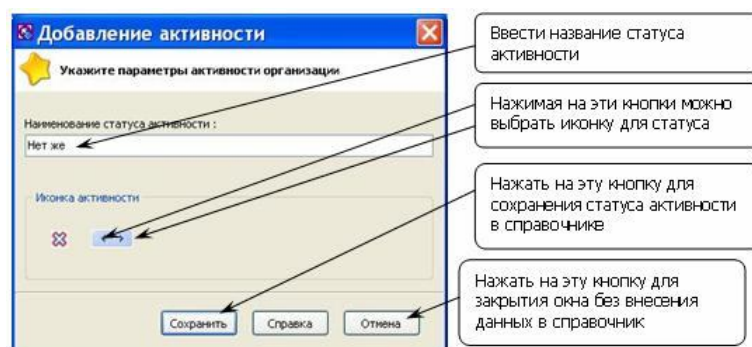 Добавление активности
Укажите параметры активности организации
Наименование статуса активности :
Нет же
Иконка активности
Сохранить
Справка
Отмена
Ввести название статуса
активности
Нажимая на эти кнопки можно
выбрать иконку для статуса
Нажать на эту кнопку для
сохранения статуса активности
в справочнике
Нажать на эту кнопку для
закрытия окна без внесения
данных в справочник